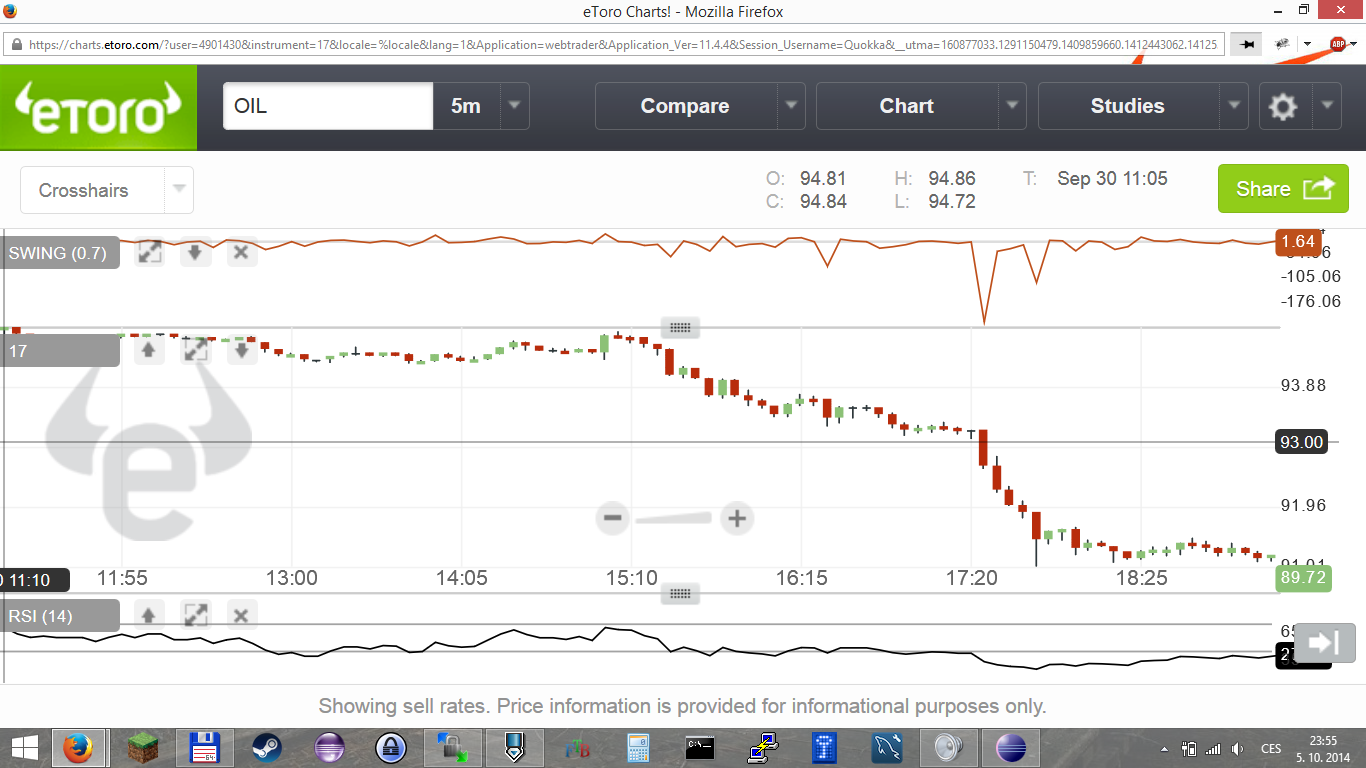 eToro Charts! - Mozilla Firefox
https://charts.etoro.com/?user=4901430&instrument=17&locale=%locale&lang=1&Application=webtrader&Application_Ver=11.4.4&Session_Username=Quokka&__utma=160877033.1291150479.1409859660.1412443062.14125
ABP
eTORO
OIL
5m
Compare
Chart
Studies
Crosshairs
O: 94.81 H: 94.86 T: Sep 30 11:05
C: 94.84 L: 94.72
Share
SWING (0.7)
1.64
-105.06
-176.06
17
93.88
93.00
91.96
11:10 11:55 13:00 14:05 15:10 16:15 17:20 18:25
89.72
RSI (14)
Showing sell rates. Price information is provided for informational purposes only.
CES
23:55
5. 10. 2014